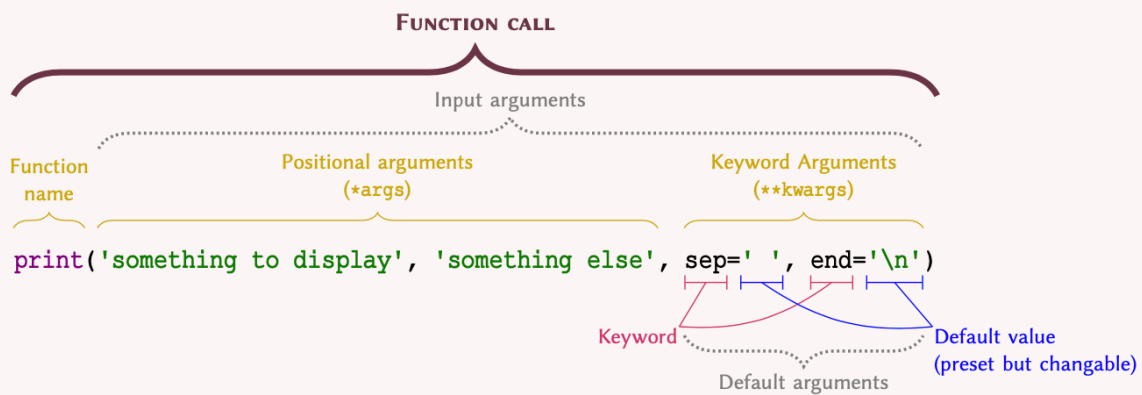 FUNCTION CALL
Input arguments
Function
name
Positional arguments
(*args)
Keyword Arguments
(**kwargs)
print('something to display', 'something else', sep=' ', end='\n')
Keyword
Default value
(preset but changable)
Default arguments